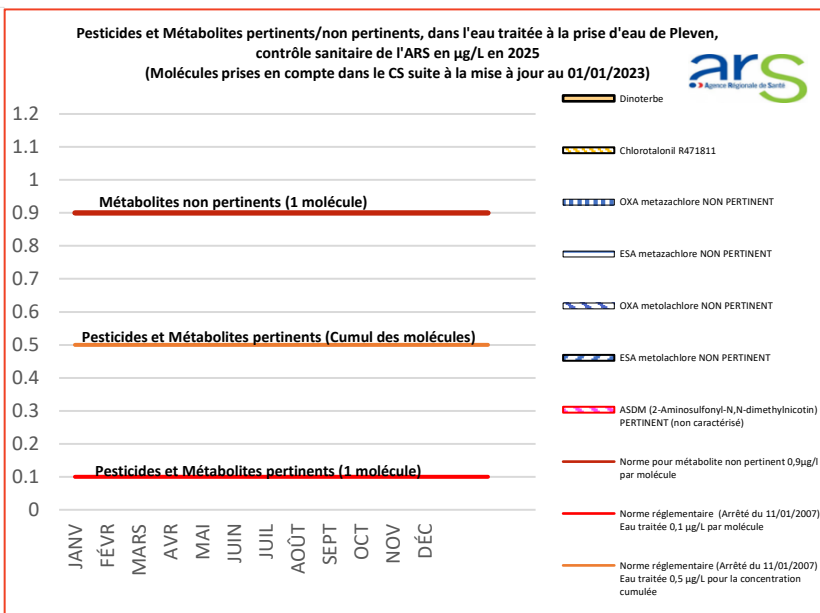 Pesticides et Métabolites pertinents/non pertinents, dans l'eau traitée à la prise d'eau de Pleven,
contrôle sanitaire de l'ARS en µg/L en 2025
(Molécules prises en compte dans le CS suite à la mise à jour au 01/01/2023)
ars
Agence Régionale de Santé
1.2
1.1
1
0.9
0.8
0.7
0.6
0.5
0.4
0.3
0.2
0.1
0
Métabolites non pertinents (1 molécule)
Pesticides et Métabolites pertinents (Cumul des molécules)
Pesticides et Métabolites pertinents (1 molécule)
JANV
FÉVR
MARS
AVR
MAI
JUIN
JUIL
AOÛT
SEPT
OCT
NOV
DÉC
Dinoterbe
Chlorotalonil R471811
OXA metazachlore NON PERTINENT
ESA metazachlore NON PERTINENT
OXA metolachlore NON PERTINENT
ESA metolachlore NON PERTINENT
ASDM (2-Aminosulfonyl-N,N-dimethylnicotin)
PERTINENT (non caractérisé)
Norme pour métabolite non pertinent 0,9µg/l
par molécule
Norme réglementaire (Arrêté du 11/01/2007)
Eau traitée 0,1 µg/L par molécule
Norme réglementaire (Arrêté du 11/01/2007)
Eau traitée 0,5 µg/L pour la concentration
cumulée